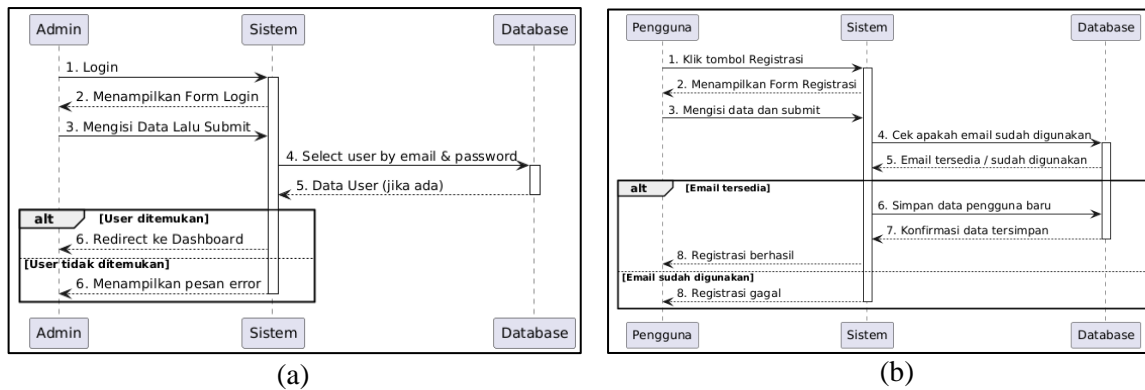 Admin
Sistem
Database
1. Login
2. Menampilkan Form Login
3. Mengisi Data Lalu Submit
4. Select user by email & password
5. Data User (jika ada)
alt
[User ditemukan]
6. Redirect ke Dashboard
[User tidak ditemukan]
6. Menampilkan pesan error
Admin
Sistem
Database
(a)
Pengguna
Sistem
Database
1. Klik tombol Registrasi
2. Menampilkan Form Registrasi
3. Mengisi data dan submit
4. Cek apakah email sudah digunakan
5. Email tersedia / sudah digunakan
alt
[Email tersedia]
6. Simpan data pengguna baru
7. Konfirmasi data tersimpan
8. Registrasi berhasil
[Email sudah digunakan]
8. Registrasi gagal
Pengguna
Sistem
Database
(b)